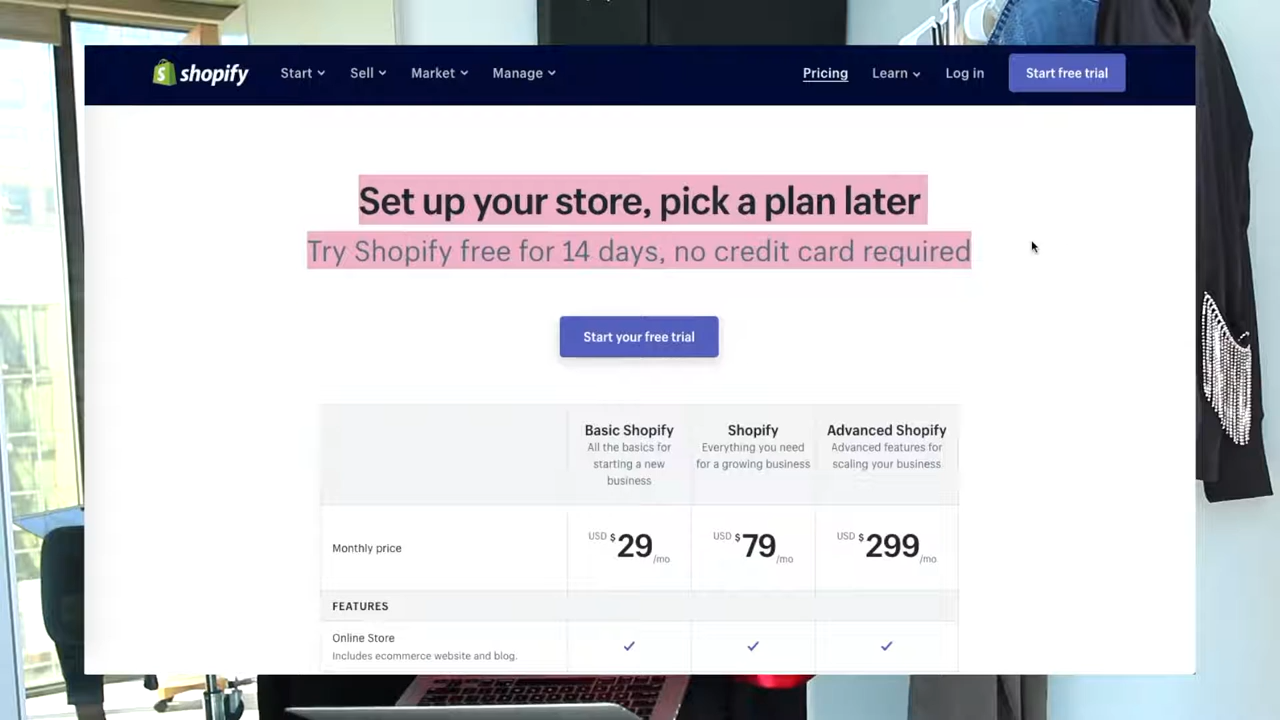 shopify
Start Sell Market Manage Pricing Learn Log in Start free trial
Set up your store, pick a plan later
Try Shopify free for 14 days, no credit card required
Start your free trial
Basic Shopify
All the basics for
starting a new
business
Shopify
Everything you need
for a growing business
Advanced Shopify
Advanced features for
scaling your business
Monthly price USD $29/mo USD $79/mo USD $299/mo
FEATURES
Online Store
Includes ecommerce website and blog.